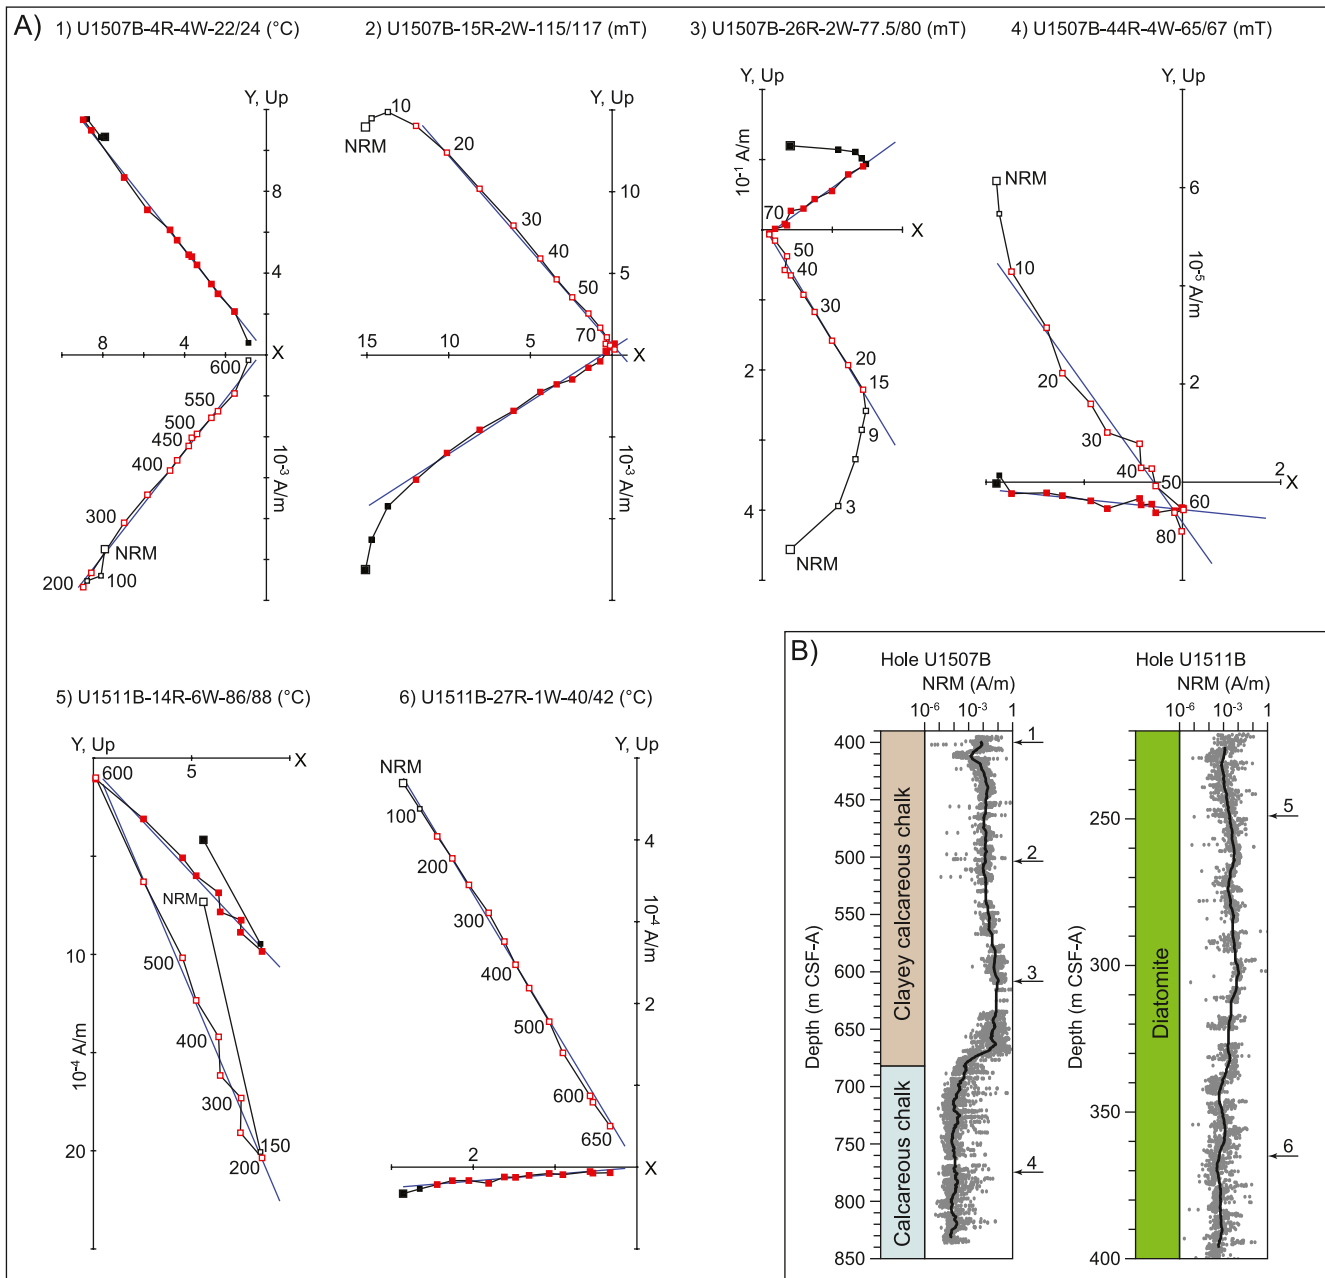 A)
1) U1507B-4R-4W-22/24 (°C)
Y, Up
8
4
8
4
X
600
550
500
450
400
300
NRM
200
100
10⁻³ A/m
2) U1507B-15R-2W-115/117 (mT)
Y, Up
10
NRM
20
10
30
40
5
50
70
15
10
5
X
10⁻³ A/m
3) U1507B-26R-2W-77.5/80 (mT)
Y, Up
10⁻¹ A/m
70
X
50
40
30
2
20
15
9
4
3
NRM
4) U1507B-44R-4W-65/67 (mT)
Y, Up
NRM
6
10
10⁻⁵ A/m
20
2
30
40
50
2
X
60
80
5) U1511B-14R-6W-86/88 (°C)
Y, Up
X
600
5
NRM
10
500
400
10⁻⁴ A/m
300
20
150
200
6) U1511B-27R-1W-40/42 (°C)
Y, Up
NRM
100
4
200
300
10⁻⁴ A/m
400
2
500
600
650
2
X
B)
Hole U1507B
NRM (A/m)
10⁻⁶ 10⁻³ 1
400
450
500
550
600
650
700
750
800
850
Depth (m CSF-A)
Clayey calcareous chalk
Calcareous chalk
1
2
3
4
Hole U1511B
NRM (A/m)
10⁻⁶ 10⁻³ 1
250
300
350
400
Depth (m CSF-A)
Diatomite
5
6